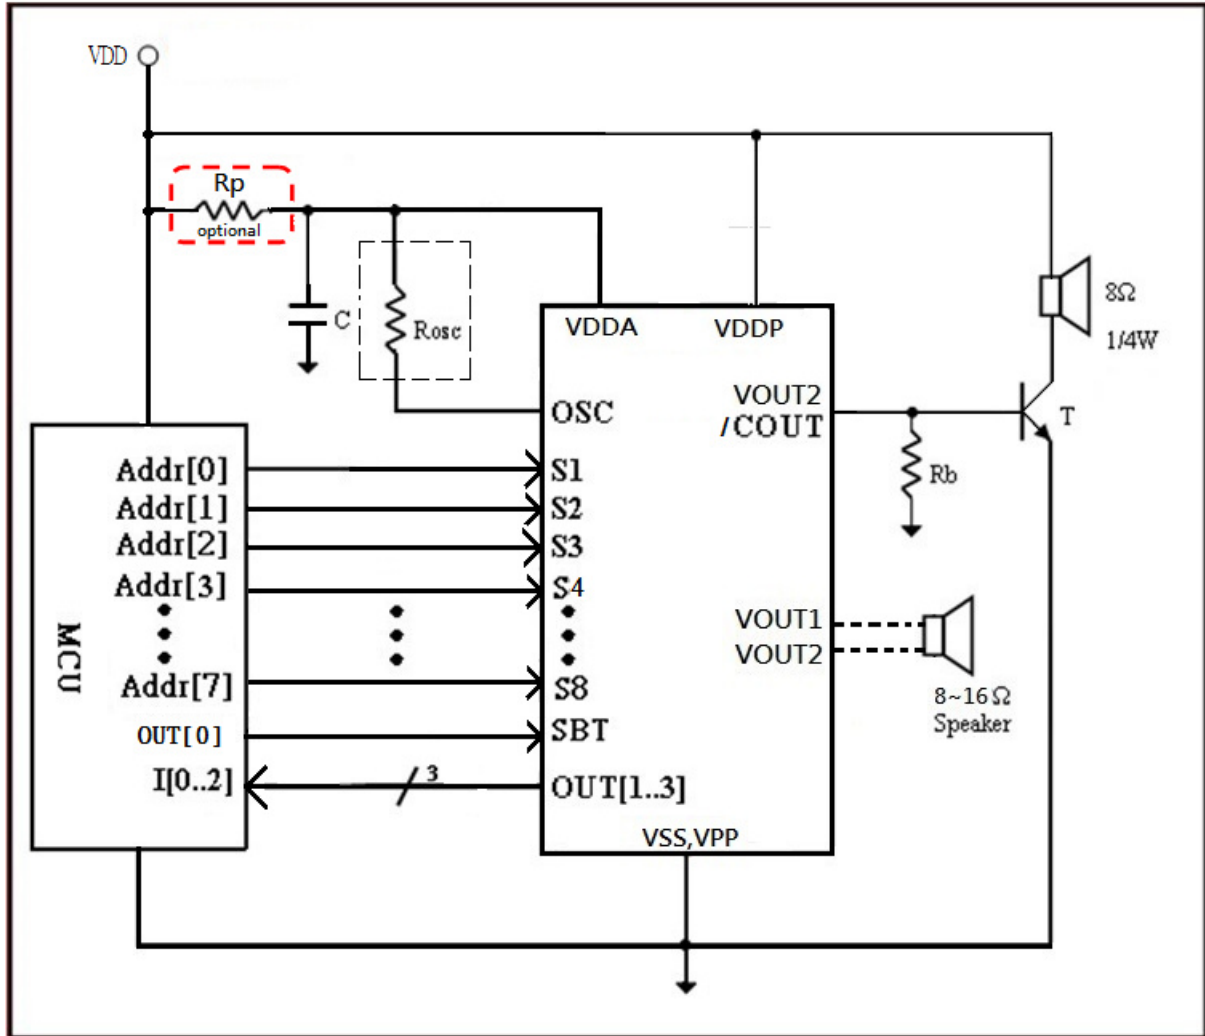 VDD
Rp
optional
C
Rosc
VDDA
VDDP
8Ω
1/4W
OSC
VOUT2
/COUT
T
Rb
Addr[0]
S1
Addr[1]
S2
Addr[2]
S3
Addr[3]
S4
MCU
VOUT1
VOUT2
Addr[7]
S8
8~16Ω
Speaker
OUT[0]
SBT
I[0..2]
3
OUT[1..3]
VSS,VPP